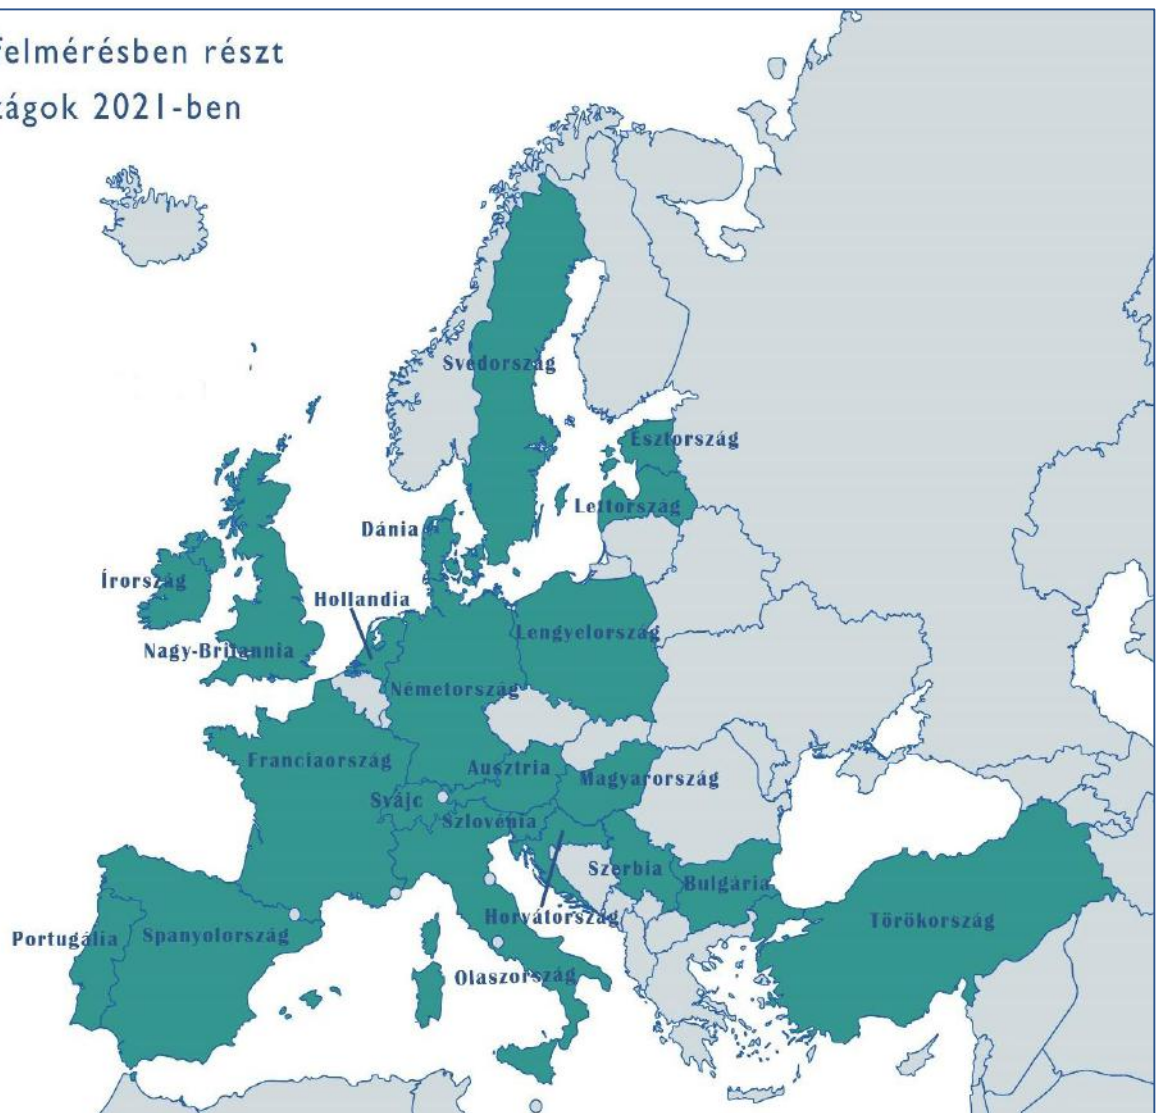 felmérésben részt
zágok 2021-ben
Svédország
Észtország
Lettország
Dánia
Írország
Hollandia
Lengyelország
Nagy-Britannia
Németország
Franciaország
Ausztria
Magyarország
Svájc
Szlovénia
Szerbia
Bulgária
Horvátország
Törökország
Portugália
Spanyolország
Olaszország